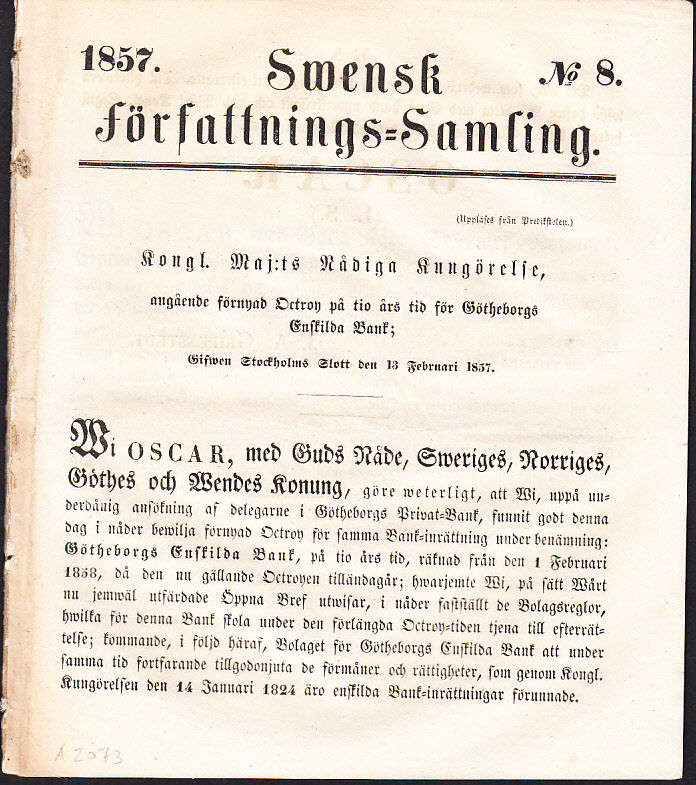 1857.
Swensk
№ 8.
Författnings=Samling.
(Uppläses från Predikstolen.)
Kongl. Maj:ts Nådiga Kungörelse,
angående förnyad Octroy på tio års tid för Götheborgs
Enskilda Bank;
Gifwen Stockholms Slott den 13 Februari 1857.
Wi OSCAR, med Guds Nåde, Sweriges, Norriges,
Göthes och Wendes Konung, göre weterligt, att Wi, uppå un-
derdånig ansökning af delegarne i Götheborgs Privat-Bank, funnit godt denna
dag i nåder bewilja förnyad Octroy för samma Bank-inrättning under benämning:
Götheborgs Enskilda Bank, på tio års tid, räknad från den 1 Februari
1858, då den nu gällande Octroyen tilländagår; hwarjemte Wi, på sätt Wårt
nu jemwäl utfärdade Öppna Bref utwisar, i nåder fastställt de Bolagsreglor,
hwilka för denna Bank skola under den förlängda Octroy-tiden tjena till efterrät-
telse; kommande, i följd häraf, Bolaget för Götheborgs Enskilda Bank att under
samma tid fortfarande tillgodonjuta de förmåner och rättigheter, som genom Kongl.
Kungörelsen den 14 Januari 1824 äro enskilda Bank=inrättningar förunnade.
A 2073